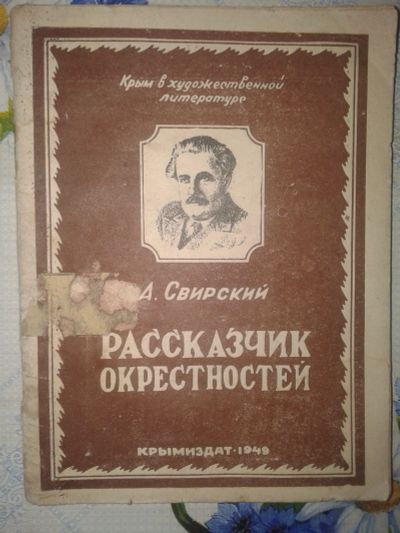 Крым в художественной
литературе
А. Свирский
РАССКАЗЧИК
ОКРЕСТНОСТЕЙ
КРЫМИЗДАТ·1949